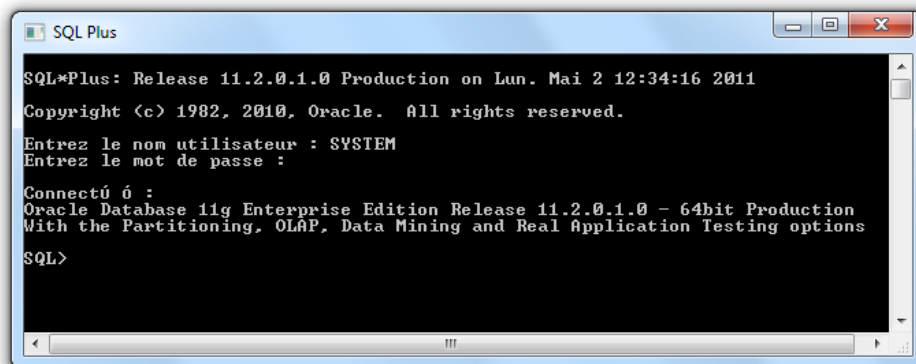 SQL Plus
SQL*Plus: Release 11.2.0.1.0 Production on Lun. Mai 2 12:34:16 2011
Copyright (c) 1982, 2010, Oracle.  All rights reserved.
Entrez le nom utilisateur : SYSTEM
Entrez le mot de passe :
Connectú ó :
Oracle Database 11g Enterprise Edition Release 11.2.0.1.0 - 64bit Production
With the Partitioning, OLAP, Data Mining and Real Application Testing options
SQL>